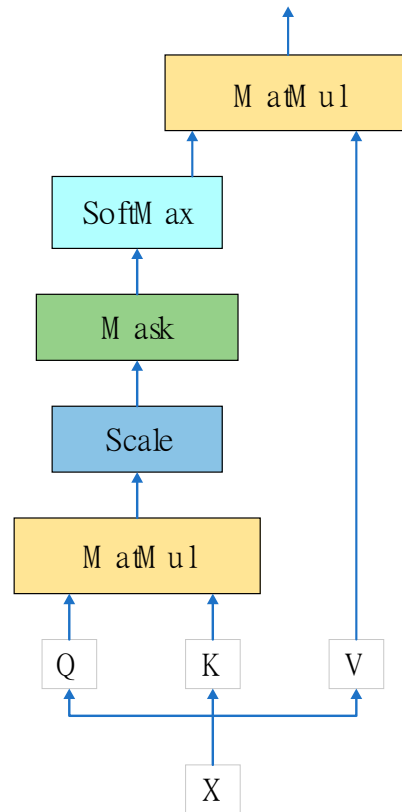 MatMul
SoftMax
Mask
Scale
MatMul
Q K V
X